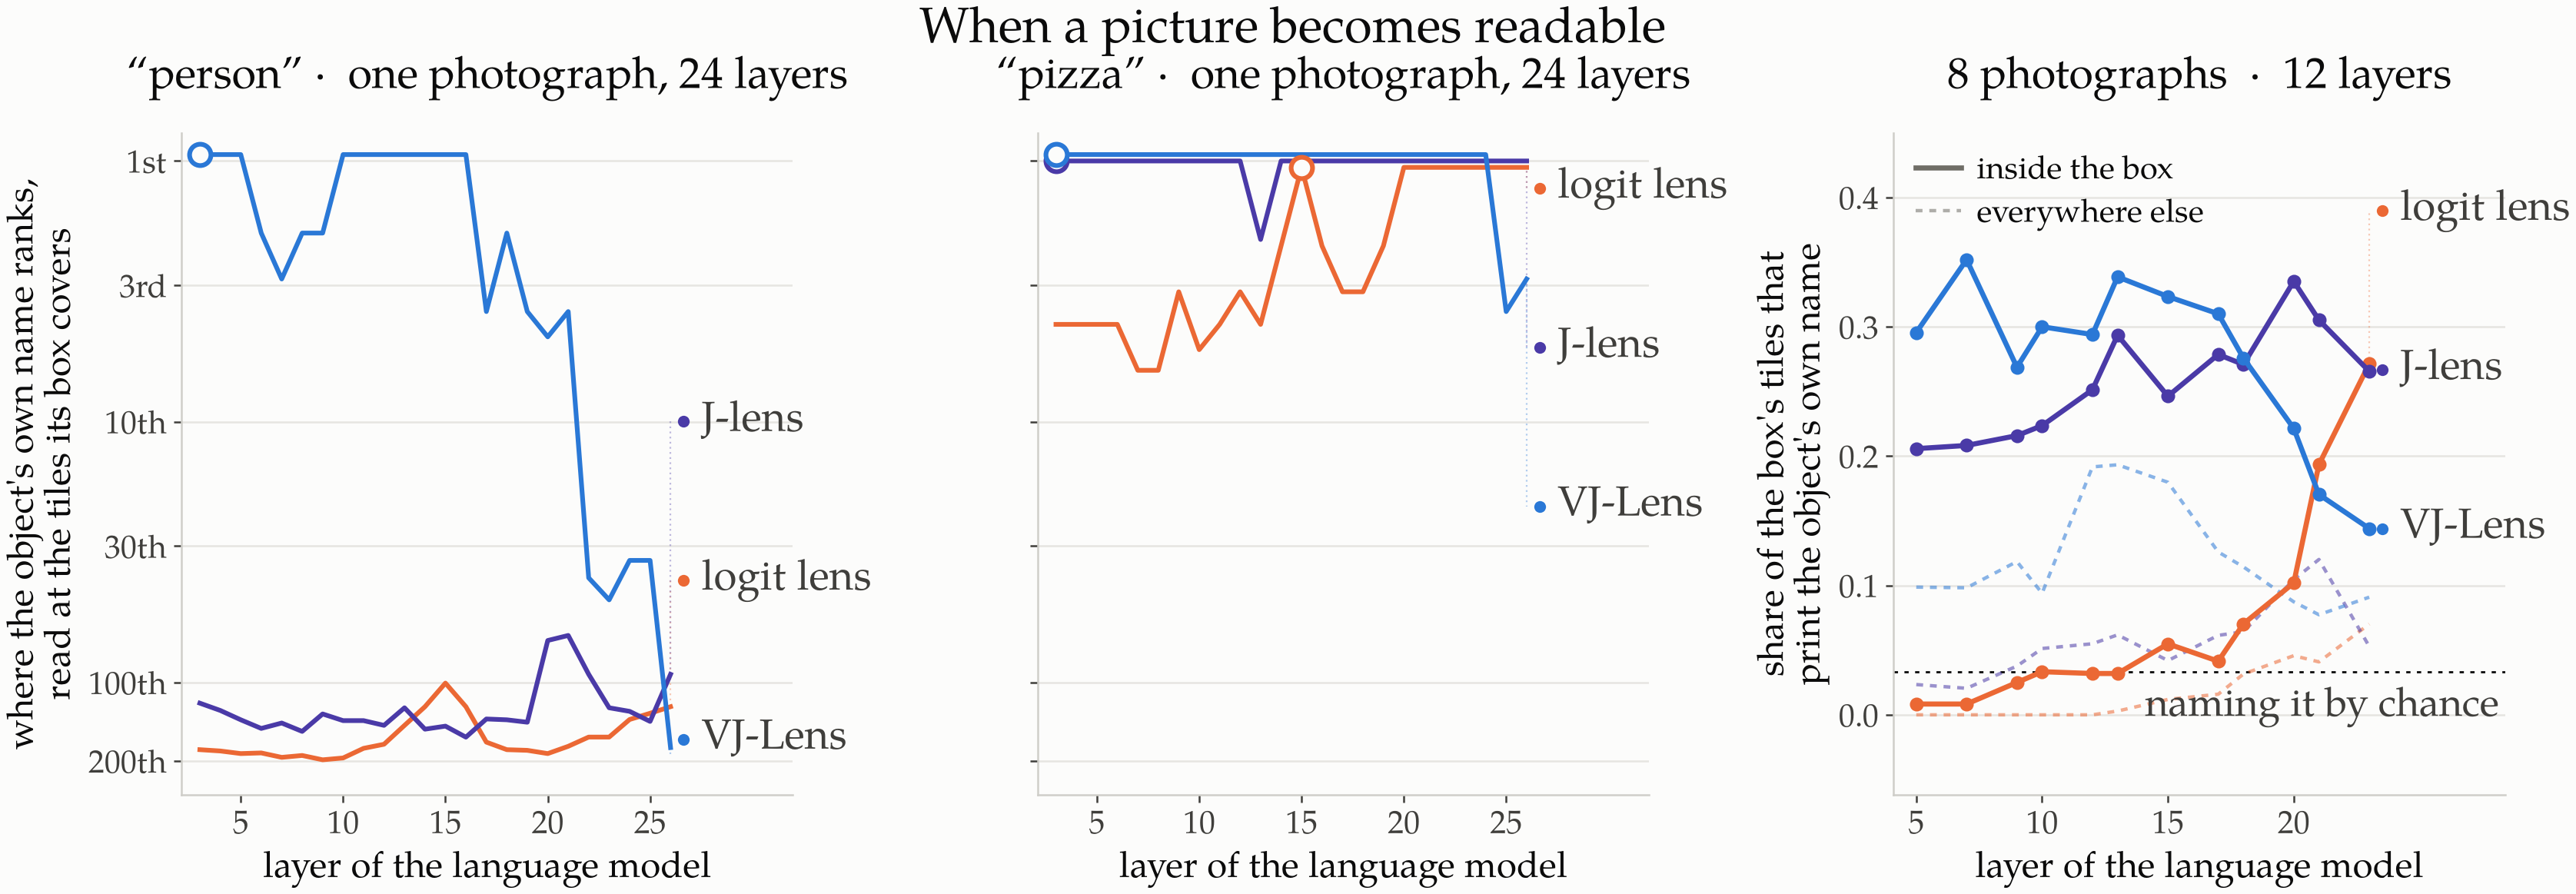 When a picture becomes readable
“person” · one photograph, 24 layers
where the object's own name ranks,
read at the tiles its box covers
1st
3rd
10th
30th
100th
200th
J-lens
logit lens
VJ-Lens
5 10 15 20 25
layer of the language model
“pizza” · one photograph, 24 layers
logit lens
J-lens
VJ-Lens
5 10 15 20 25
layer of the language model
8 photographs · 12 layers
share of the box's tiles that
print the object's own name
0.4
0.3
0.2
0.1
0.0
inside the box
everywhere else
logit lens
J-lens
VJ-Lens
naming it by chance
5 10 15 20
layer of the language model